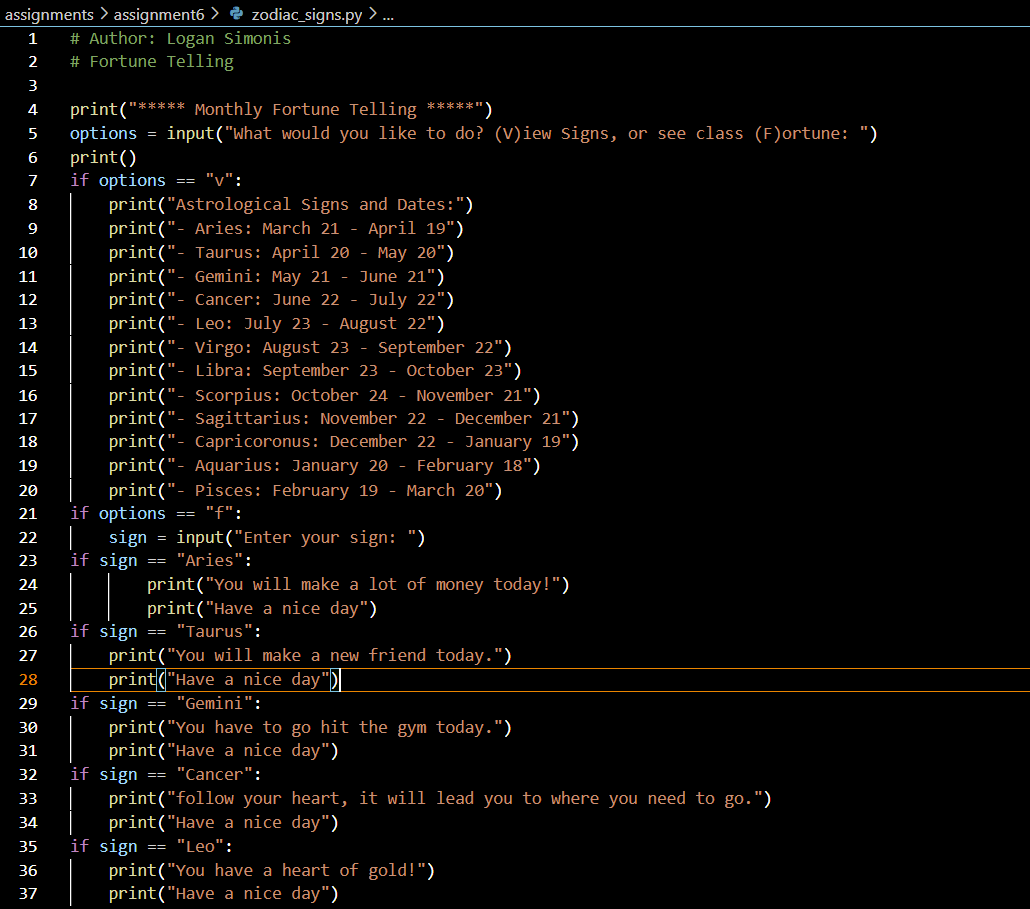 assignments > assignment6 > zodiac_signs.py > ...
1 # Author: Logan Simonis
2 # Fortune Telling
3
4 print("***** Monthly Fortune Telling *****")
5 options = input("What would you like to do? (V)iew Signs, or see class (F)ortune: ")
6 print()
7 if options == "v":
8     print("Astrological Signs and Dates:")
9     print("- Aries: March 21 - April 19")
10     print("- Taurus: April 20 - May 20")
11     print("- Gemini: May 21 - June 21")
12     print("- Cancer: June 22 - July 22")
13     print("- Leo: July 23 - August 22")
14     print("- Virgo: August 23 - September 22")
15     print("- Libra: September 23 - October 23")
16     print("- Scorpius: October 24 - November 21")
17     print("- Sagittarius: November 22 - December 21")
18     print("- Capricoronus: December 22 - January 19")
19     print("- Aquarius: January 20 - February 18")
20     print("- Pisces: February 19 - March 20")
21 if options == "f":
22     sign = input("Enter your sign: ")
23 if sign == "Aries":
24         print("You will make a lot of money today!")
25         print("Have a nice day")
26 if sign == "Taurus":
27     print("You will make a new friend today.")
28     print("Have a nice day")
29 if sign == "Gemini":
30     print("You have to go hit the gym today.")
31     print("Have a nice day")
32 if sign == "Cancer":
33     print("follow your heart, it will lead you to where you need to go.")
34     print("Have a nice day")
35 if sign == "Leo":
36     print("You have a heart of gold!")
37     print("Have a nice day")